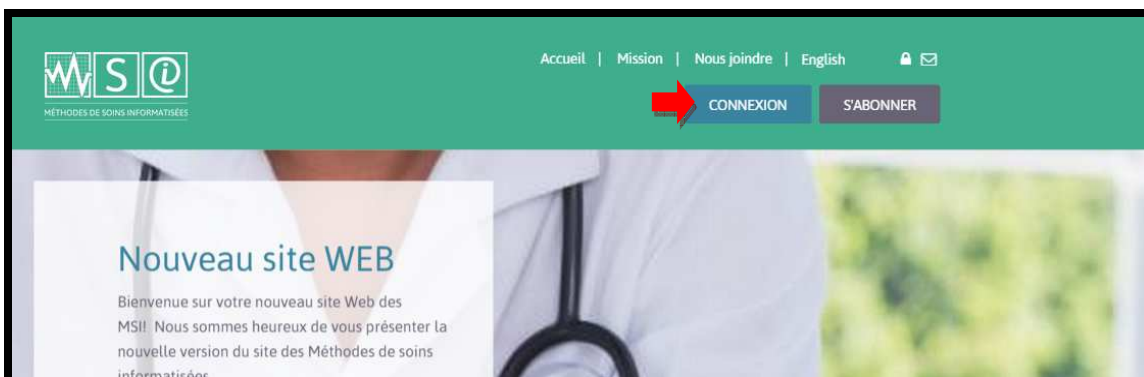 Accueil | Mission | Nous joindre | English
MSi
MÉTHODES DE SOINS INFORMATISÉES
CONNEXION S'ABONNER
Nouveau site WEB
Bienvenue sur votre nouveau site Web des
MSI! Nous sommes heureux de vous présenter la
nouvelle version du site des Méthodes de soins
informatisées